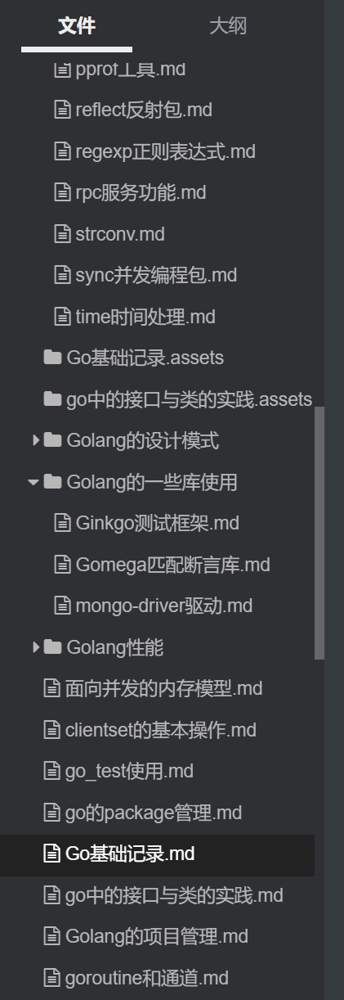 文件
大纲
pprof工具.md
reflect反射包.md
regexp正则表达式.md
rpc服务功能.md
strconv.md
sync并发编程包.md
time时间处理.md
Go基础记录.assets
go中的接口与类的实践.assets
Golang的设计模式
Golang的一些库使用
Ginkgo测试框架.md
Gomega匹配断言库.md
mongo-driver驱动.md
Golang性能
面向并发的内存模型.md
clientset的基本操作.md
go_test使用.md
go的package管理.md
Go基础记录.md
go中的接口与类的实践.md
Golang的项目管理.md
goroutine和通道.md